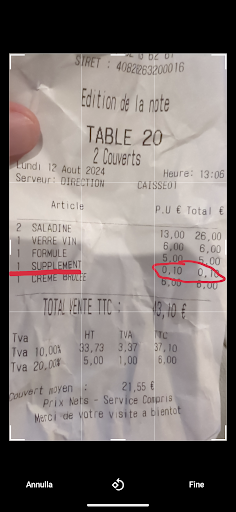 SIRET : 4082263200016
Edition de la note
TABLE 20
2 Couverts
Lundi 12 Aout 2024 Heure: 13:06
Serveur: DIRECTION CAISSE01
Article P.U € Total €
2 SALADINE 13,00 26,00
1 VERRE VIN 6,00 6,00
1 FORMULE 5,00 5,00
1 SUPPLEMENT 0,10 0,10
1 CREME BRULEE 6,00 6,00
TOTAL VENTE TTC : 43,10 €
Tva HT TVA TTC
Tva 10,00% 33,73 3,37 37,10
Tva 20,00% 5,00 1,00 6,00
Couvert moyen : 21,55 €
Prix Nets - Service Compris
Merci de votre visite a bientot
Annulla Fine